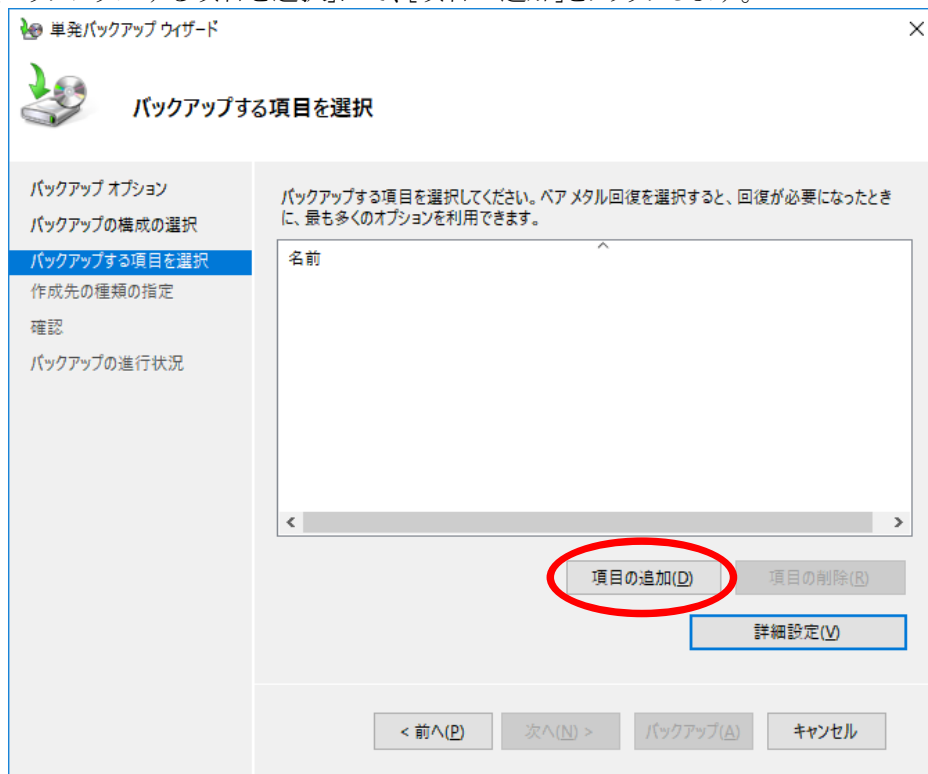 単発バックアップ ウィザード
バックアップする項目を選択
バックアップ オプション
バックアップの構成の選択
バックアップする項目を選択
作成先の種類の指定
確認
バックアップの進行状況
バックアップする項目を選択してください。ベア メタル回復を選択すると、回復が必要になったとき
に、最も多くのオプションを利用できます。
名前
項目の追加(D)
項目の削除(R)
詳細設定(V)
< 前へ(P)
次へ(N) >
バックアップ(A)
キャンセル